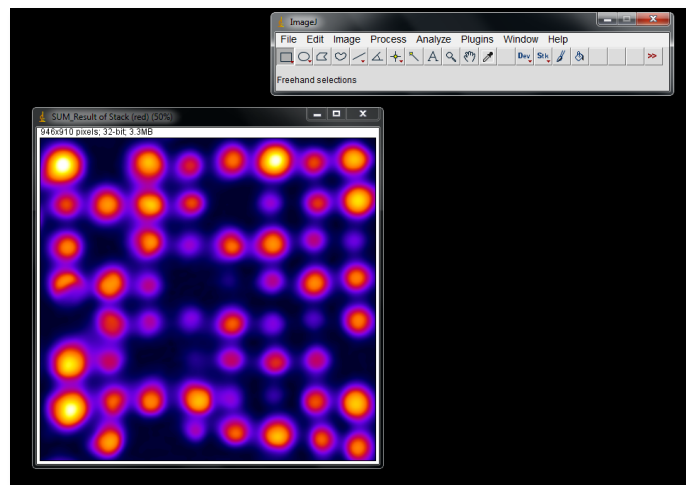 ImageJ
File Edit Image Process Analyze Plugins Window Help
A Dev Stk >>
Freehand selections
SUM_Result of Stack (red) (50%)
946x910 pixels; 32-bit; 3.3MB